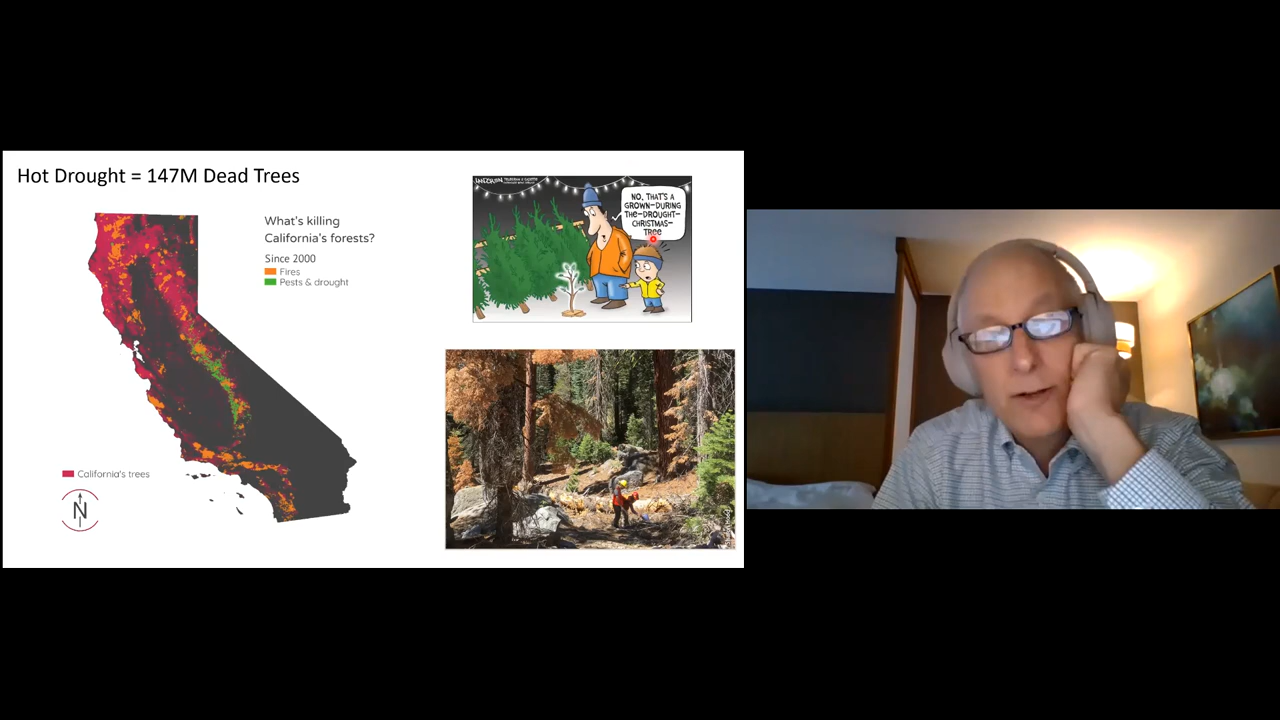 Hot Drought = 147M Dead Trees
What's killing
California's forests?
Since 2000
Fires
Pests & drought
California's trees
N
NO, THAT'S A
GROWN-DURING
THE-DROUGHT-
CHRISTMAS-
TREE